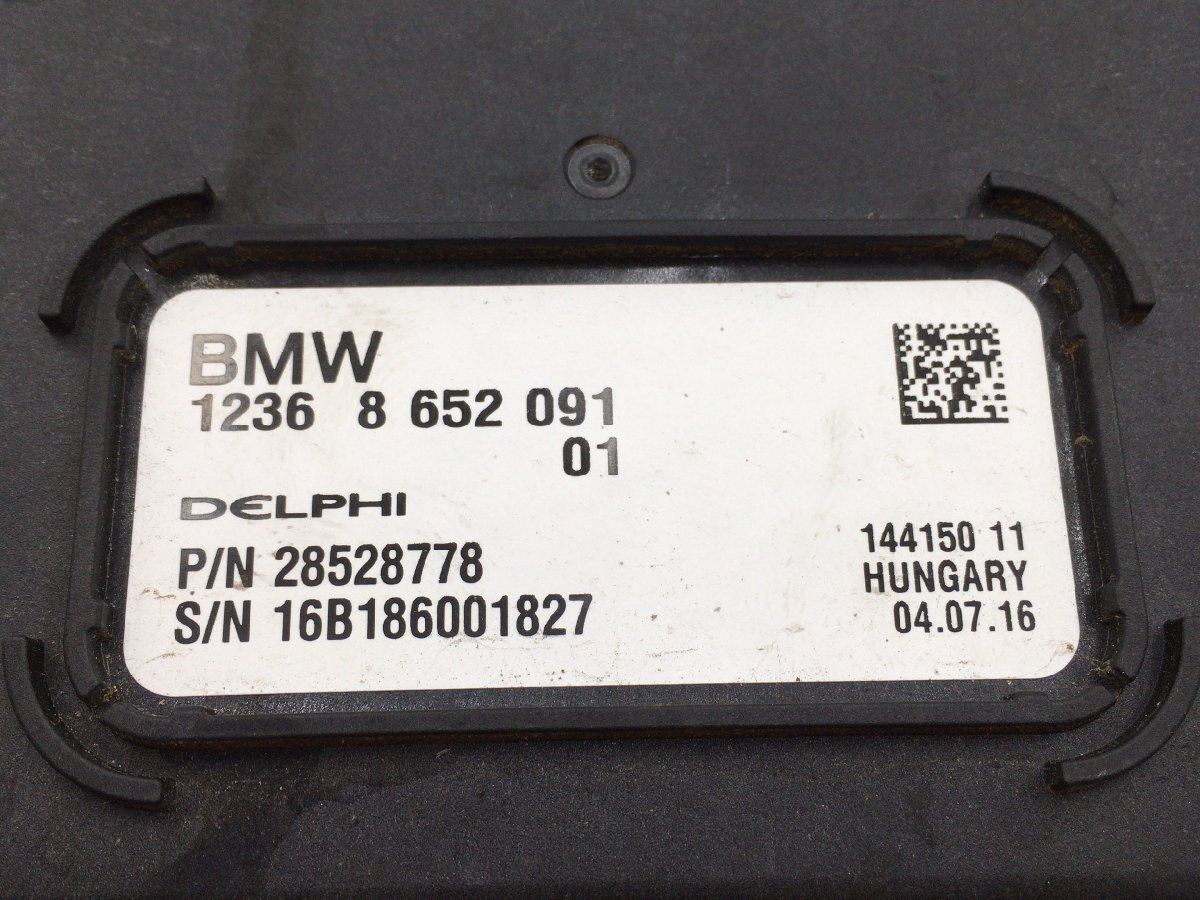 BMW
1236 8 652 091
01
DELPHI
P/N 28528778
S/N 16B186001827
144150 11
HUNGARY
04.07.16